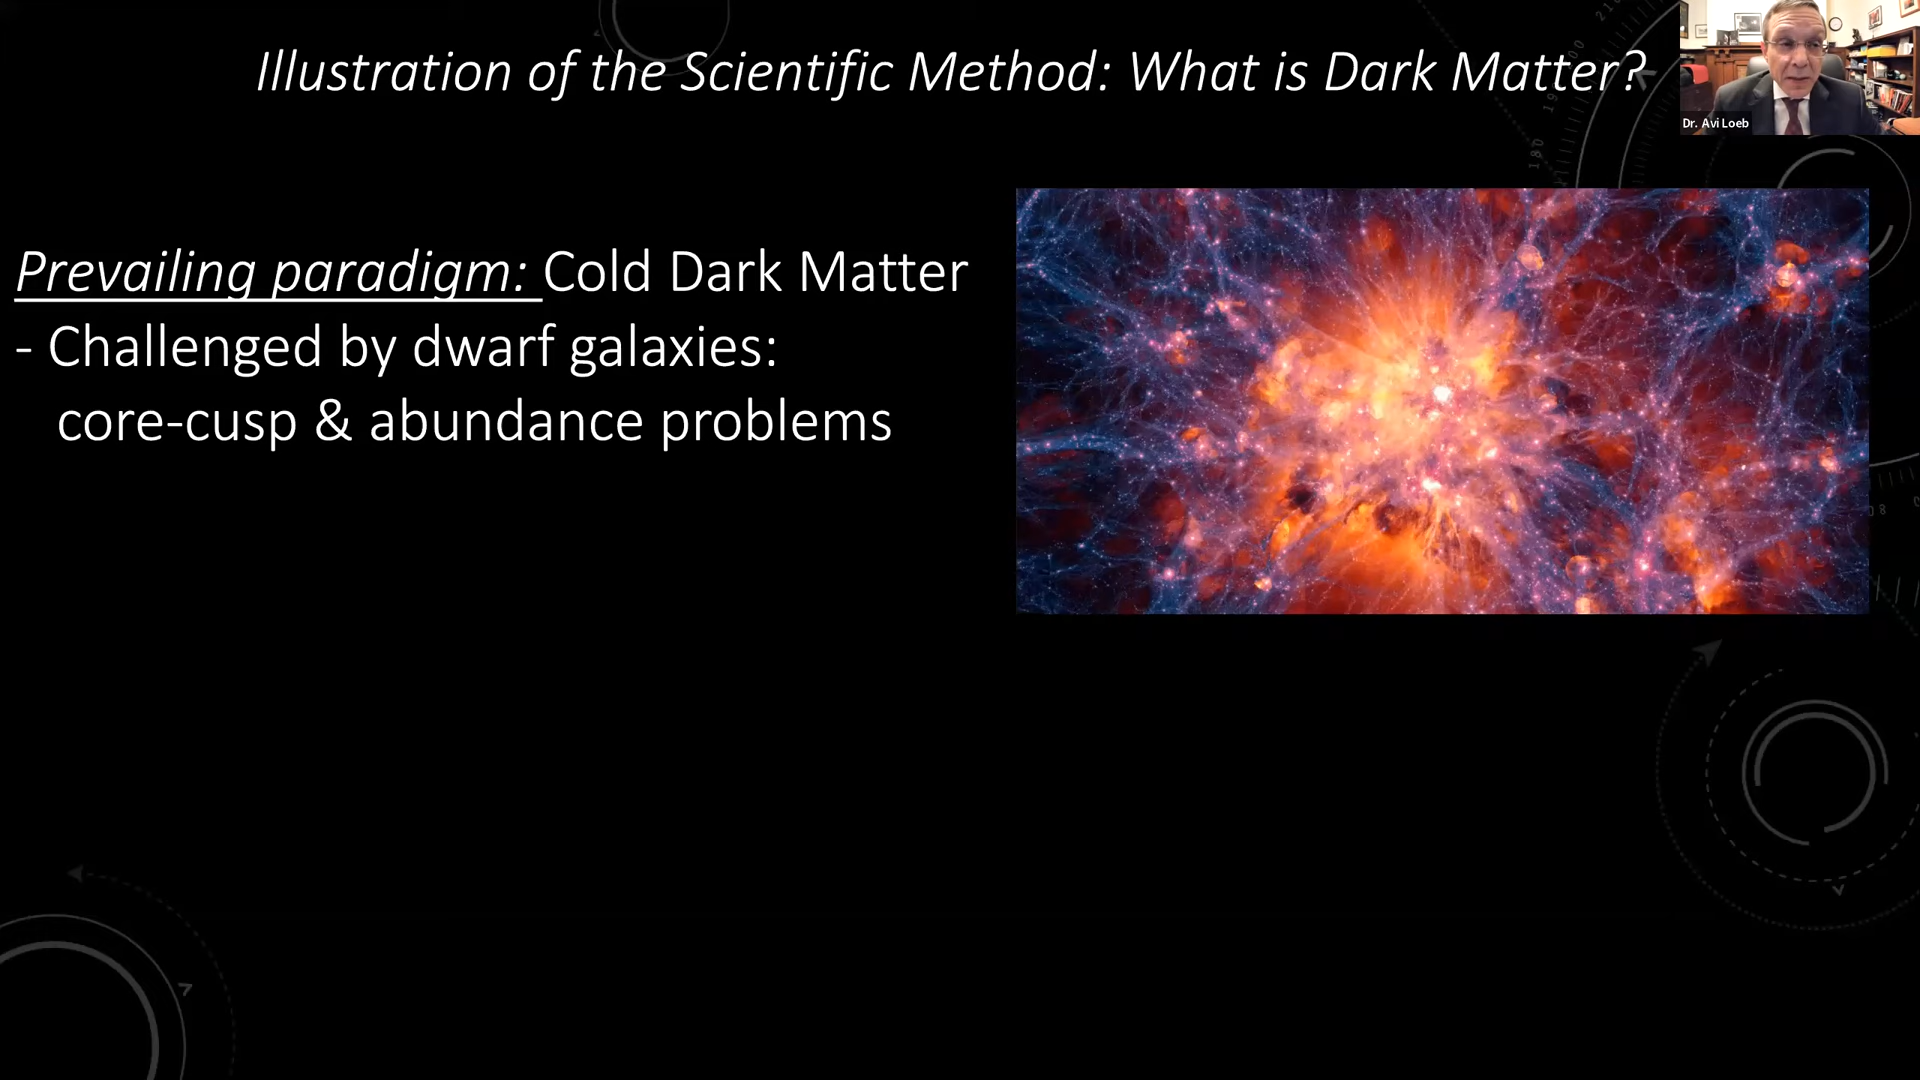 Illustration of the Scientific Method: What is Dark Matter?
Dr. Avi Loeb
Prevailing paradigm: Cold Dark Matter
- Challenged by dwarf galaxies:
core-cusp & abundance problems
180